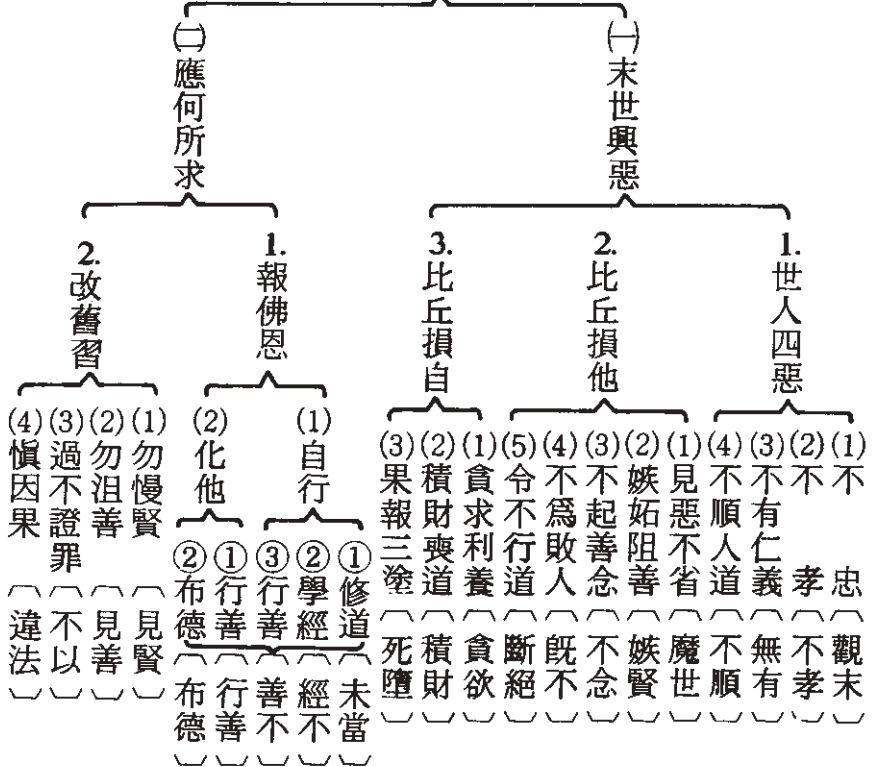 ㈠末世興惡
1.世人四惡
(1)不忠︵觀末︶
(2)不孝︵不孝︶
(3)不有仁義︵無有︶
(4)不順人道︵不順︶
2.比丘損他
(1)見惡不省︵魔世︶
(2)嫉妬阻善︵嫉賢︶
(3)不起善念︵不念︶
(4)不爲敗人︵旣不︶
(5)令不行道︵斷絕︶
3.比丘損自
(1)貪求利養︵貪欲︶
(2)積財喪道︵積財︶
(3)果報三塗︵死墮︶
㈡應何所求
1.報佛恩
(1)自行
①修道︵未當︶
②學經︵經不︶
③行善︵善不︶
(2)化他
①行善︵行善︶
②布德︵布德︶
2.改舊習
(1)勿慢賢︵見賢︶
(2)勿沮善︵見善︶
(3)過不證罪︵不以︶
(4)愼因果︵違法︶